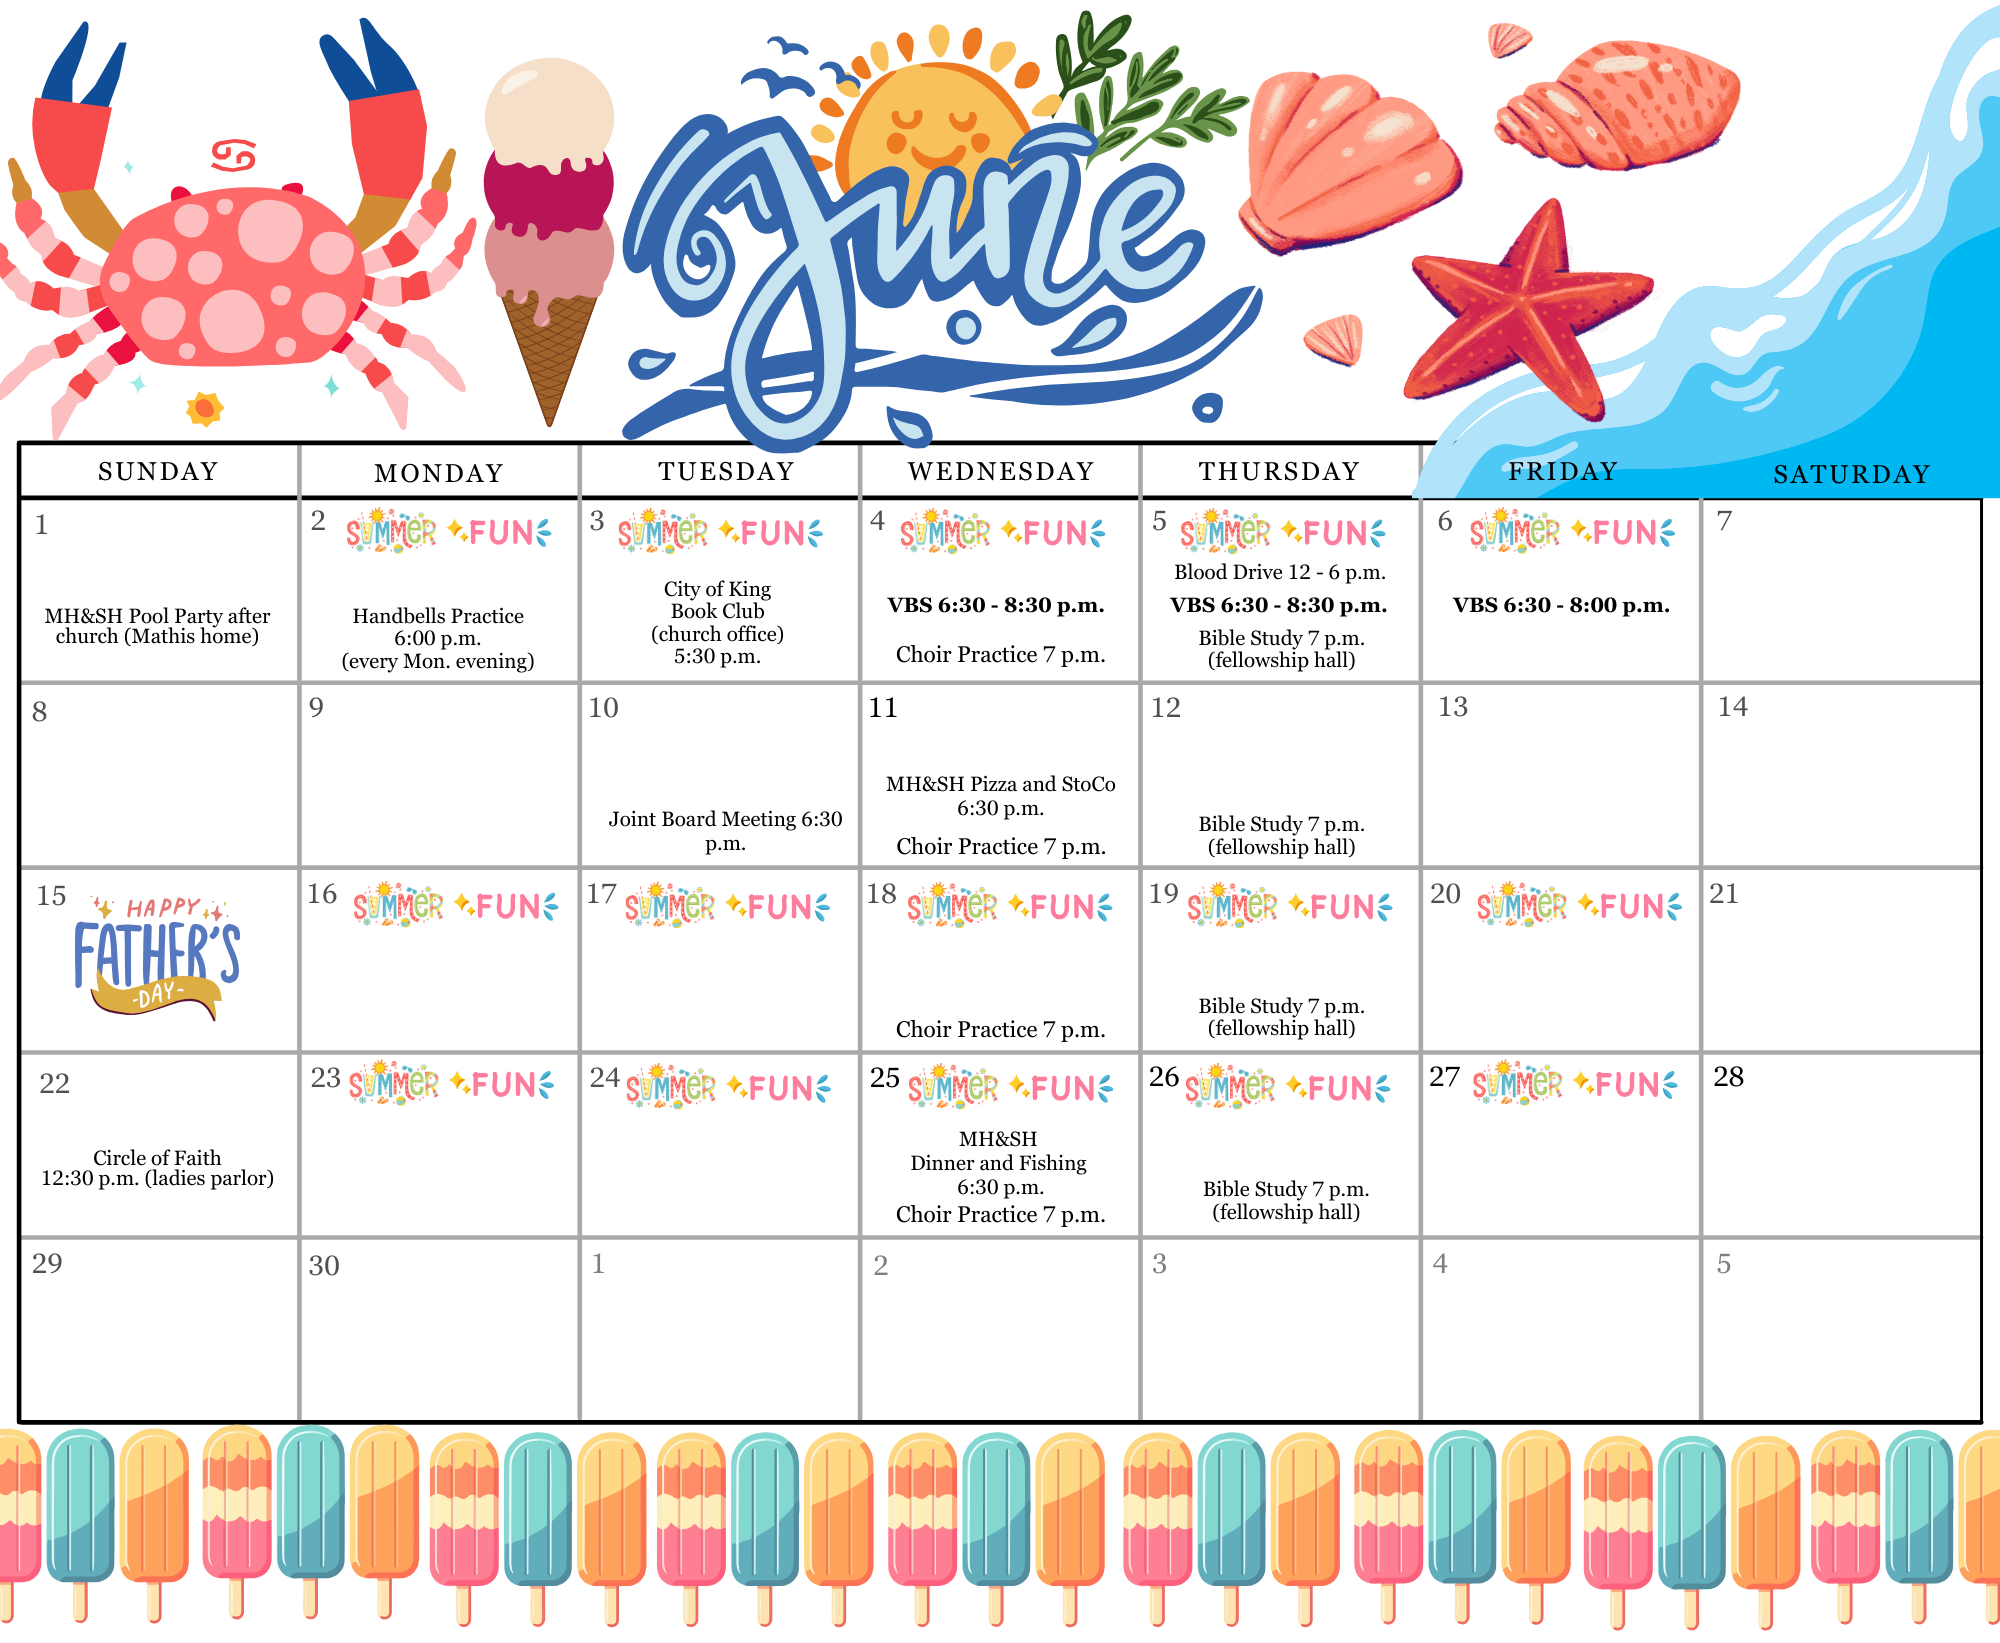 June
SUNDAY MONDAY TUESDAY WEDNESDAY THURSDAY FRIDAY SATURDAY
1
MH&SH Pool Party after
church (Mathis home)
2 SUMMER FUN
Handbells Practice
6:00 p.m.
(every Mon. evening)
3 SUMMER FUN
City of King
Book Club
(church office)
5:30 p.m.
4 SUMMER FUN
VBS 6:30 - 8:30 p.m.
Choir Practice 7 p.m.
5 SUMMER FUN
Blood Drive 12 - 6 p.m.
VBS 6:30 - 8:30 p.m.
Bible Study 7 p.m.
(fellowship hall)
6 SUMMER FUN
VBS 6:30 - 8:00 p.m.
7
8
9
10
Joint Board Meeting 6:30
p.m.
11
MH&SH Pizza and StoCo
6:30 p.m.
Choir Practice 7 p.m.
12
Bible Study 7 p.m.
(fellowship hall)
13
14
15
HAPPY
FATHER'S
-DAY-
16 SUMMER FUN
17 SUMMER FUN
18 SUMMER FUN
Choir Practice 7 p.m.
19 SUMMER FUN
Bible Study 7 p.m.
(fellowship hall)
20 SUMMER FUN
21
22
Circle of Faith
12:30 p.m. (ladies parlor)
23 SUMMER FUN
24 SUMMER FUN
25 SUMMER FUN
MH&SH
Dinner and Fishing
6:30 p.m.
Choir Practice 7 p.m.
26 SUMMER FUN
Bible Study 7 p.m.
(fellowship hall)
27 SUMMER FUN
28
29
30
1
2
3
4
5